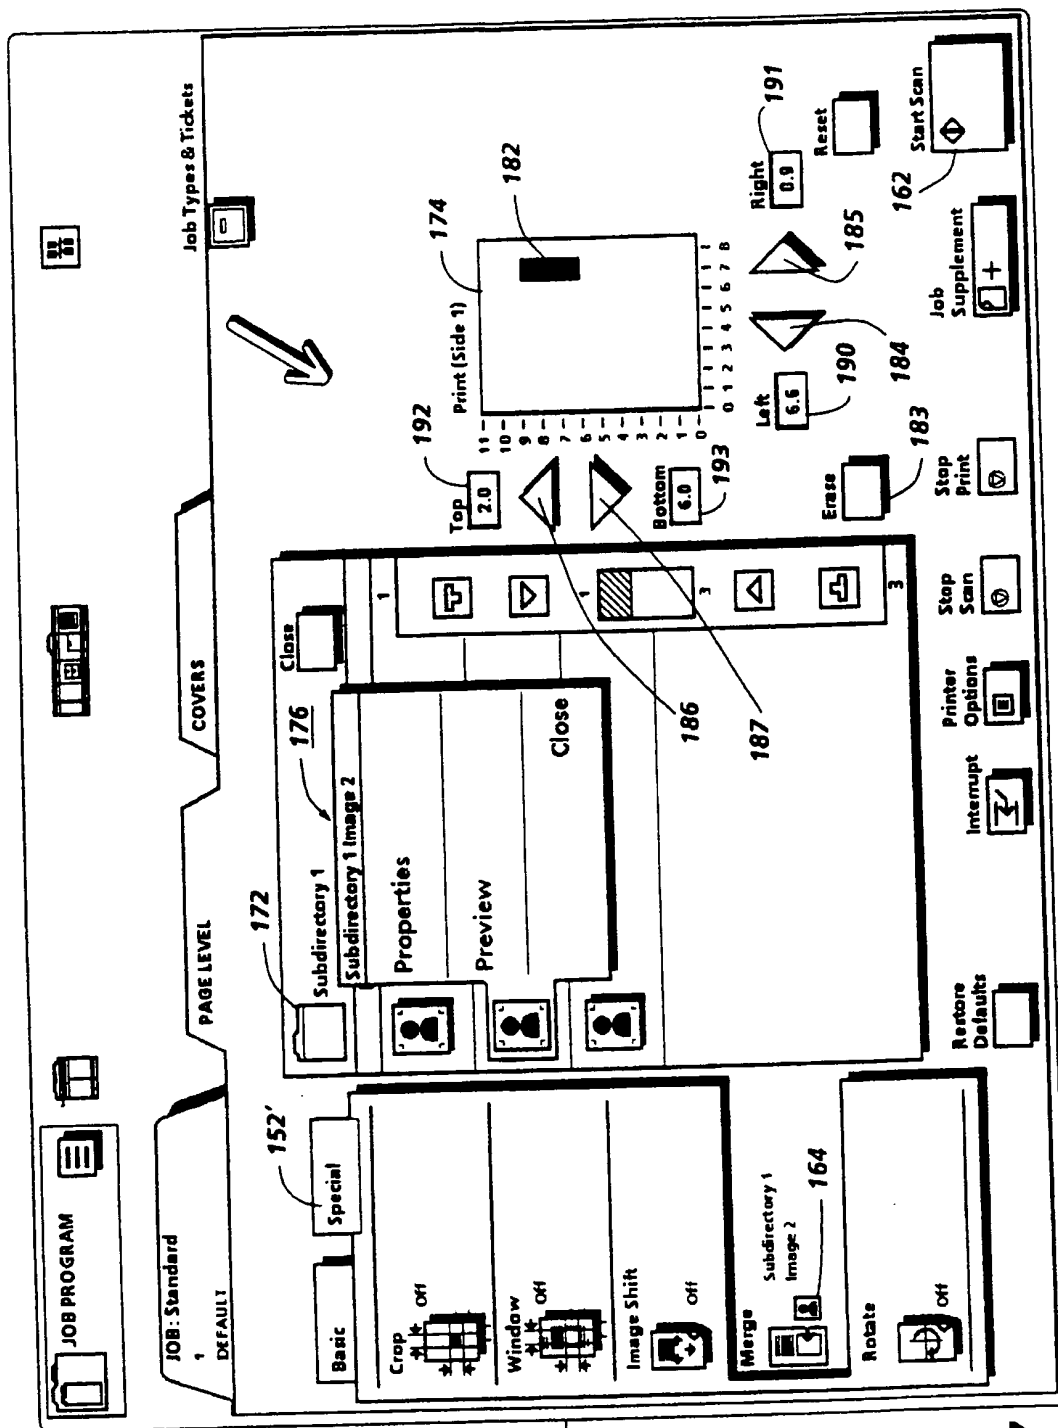 JOB PROGRAM
JOB: Standard
1
DEFAULT
PAGE LEVEL
COVERS
Job Types & Tickets
Basic
Special
152'
Crop
Off
Window
Off
Image Shift
Off
Merge
Subdirectory 1
Image 2
164
Rotate
Off
172
Subdirectory 1
Close
176
Subdirectory 1 Image 2
Properties
Preview
Close
1
1
3
3
186
187
Top
2.0
192
Bottom
6.0
193
Print (Side 1)
174
182
11
10
9
8
7
6
5
4
3
2
1
0
0 1 2 3 4 5 6 7 8
Left
6.6
190
184
185
Right
0.9
191
Erase
183
Reset
Restore
Defaults
Interrupt
Printer
Options
Stop
Scan
Stop
Print
Job
Supplement
+
Start Scan
162